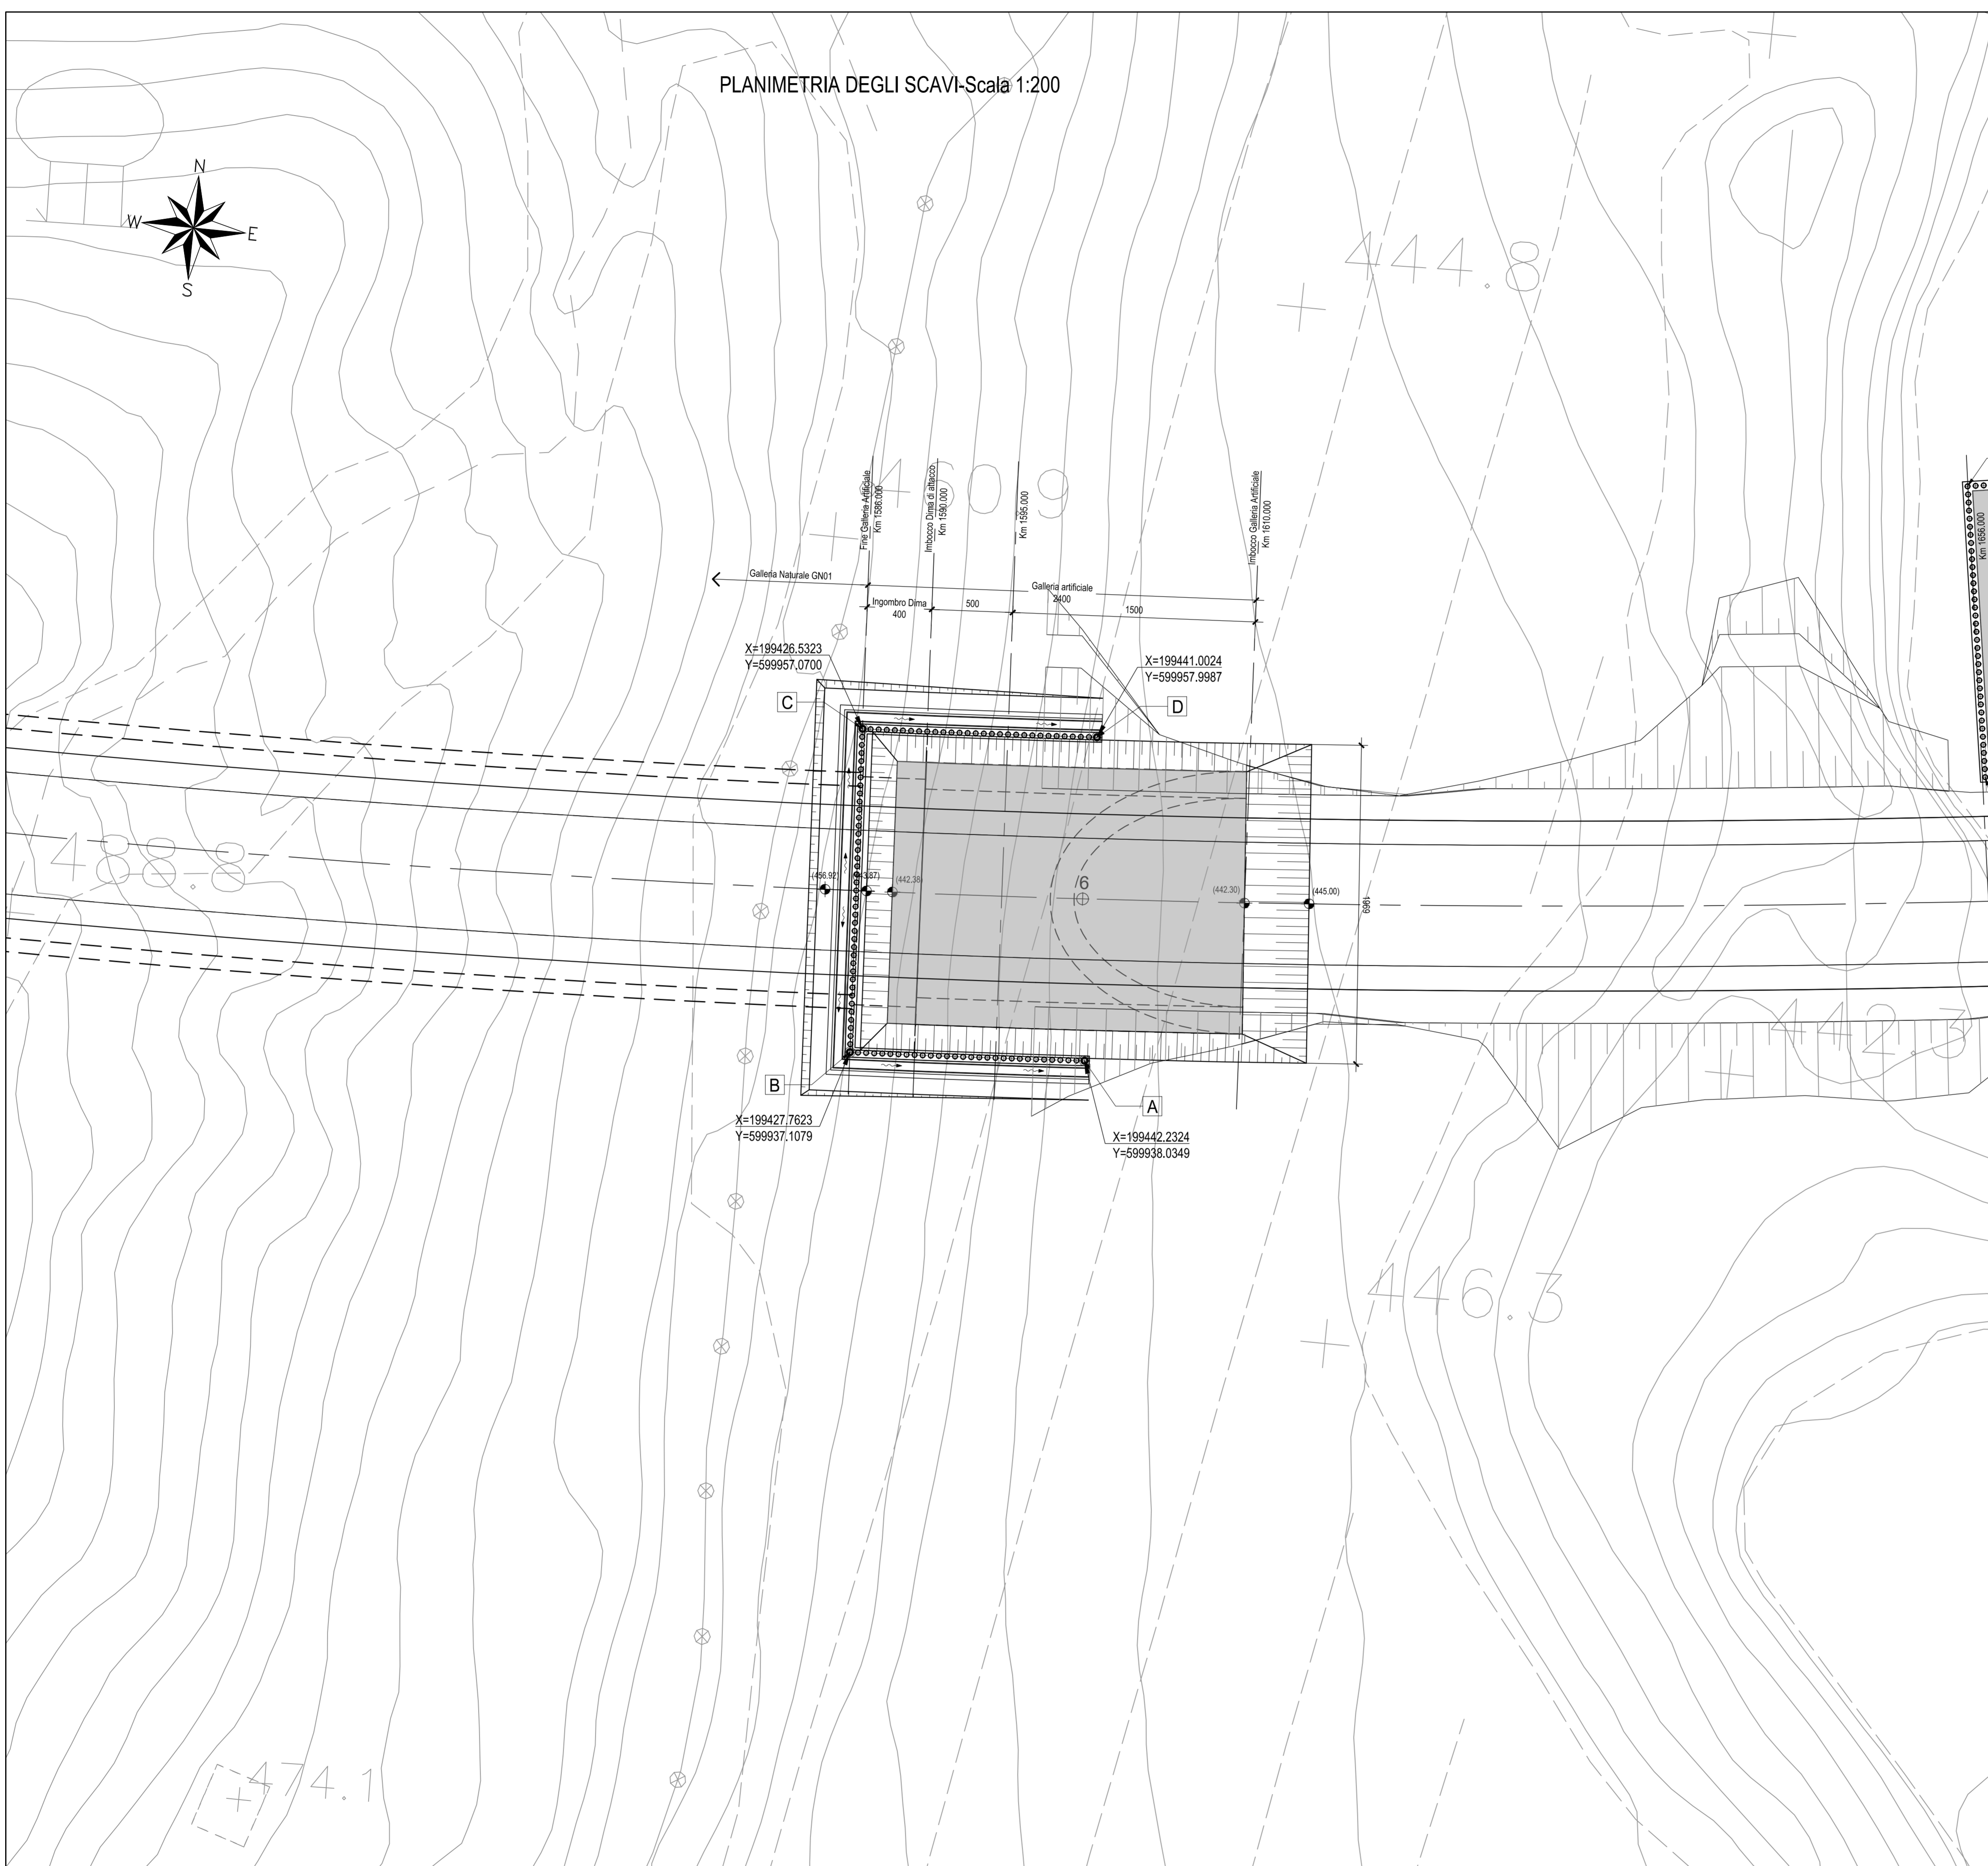 PLANIMETRIA DEGLI SCAVI-Scala 1:200
N
W
E
S
444.8
460.9
Fine Galleria Artificiale
Km 1586.000
Imbocco Dima di attacco
Km 1590.000
Km 1595.000
Imbocco Galleria Artificiale
Km 1610.000
Km 1656.000
Galleria Naturale GN01
Galleria artificiale
2400
Ingombro Dima
400
500
1500
X=199426.5323
Y=599957.0700
X=199441.0024
Y=599957.9987
C
D
488.8
(456.92)
(442.38)
6
(442.30)
(445.00)
1969
442.3
B
A
X=199427.7623
Y=599937.1079
X=199442.2324
Y=599938.0349
446.3
474.1